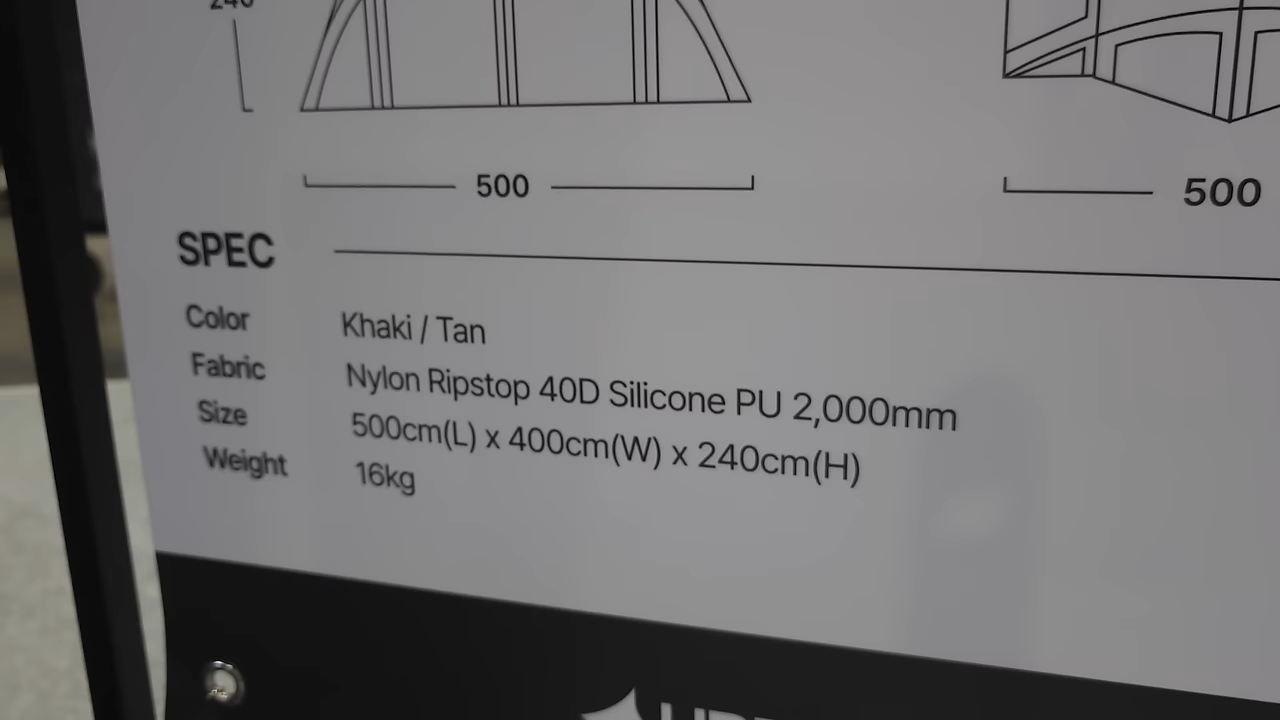 240
500
500
SPEC
Color Khaki / Tan
Fabric Nylon Ripstop 40D Silicone PU 2,000mm
Size 500cm(L) x 400cm(W) x 240cm(H)
Weight 16kg